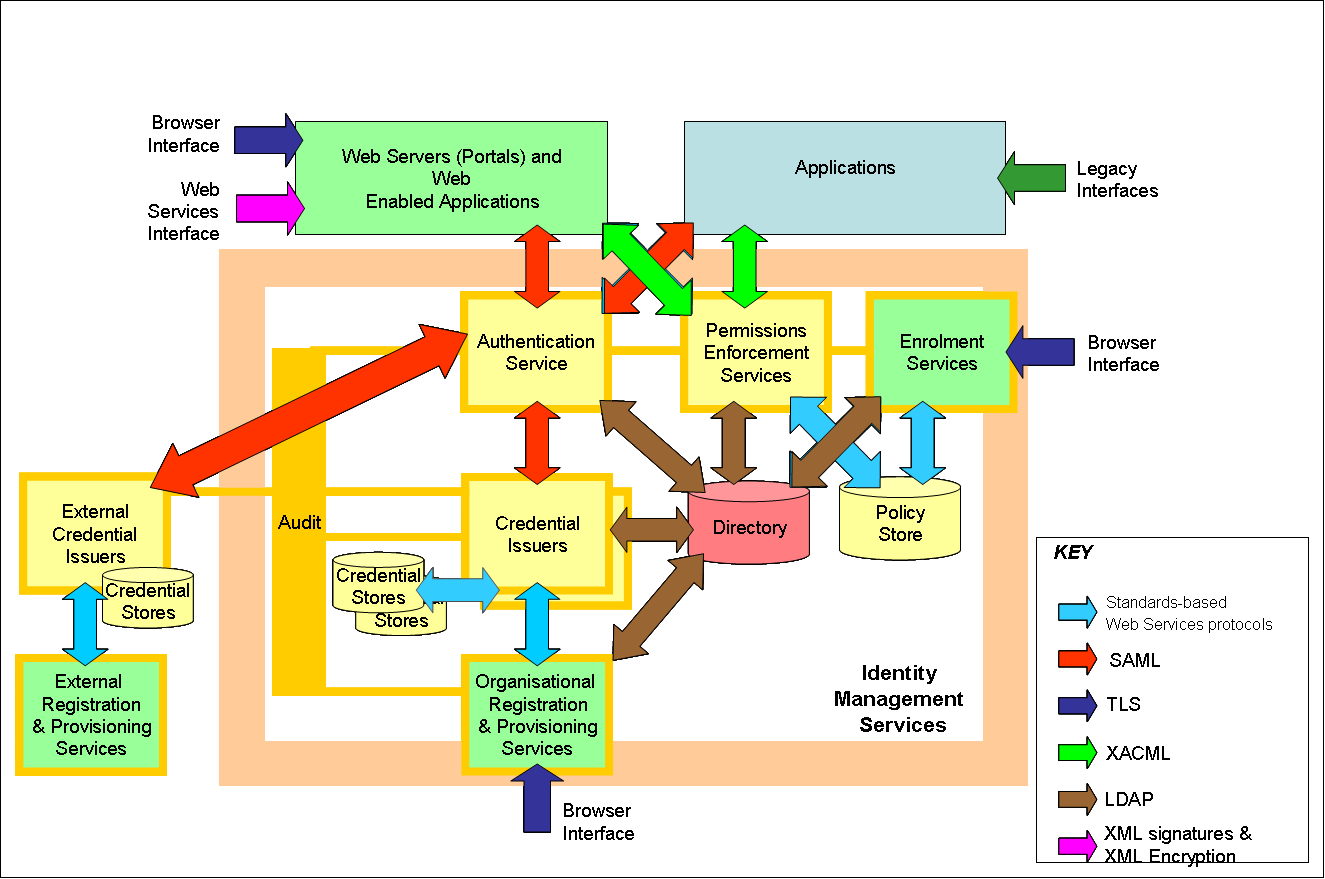 Browser
Interface
Web
Services
Interface
Web Servers (Portals) and
Web
Enabled Applications
Applications
Legacy
Interfaces
Authentication
Service
Permissions
Enforcement
Services
Enrolment
Services
Browser
Interface
External
Credential
Issuers
Credential
Stores
Audit
Credential
Issuers
Directory
Policy
Store
Credential
Stores
Stores
External
Registration
& Provisioning
Services
Organisational
Registration
& Provisioning
Services
Identity
Management
Services
Browser
Interface
KEY
Standards-based
Web Services protocols
SAML
TLS
XACML
LDAP
XML signatures &
XML Encryption